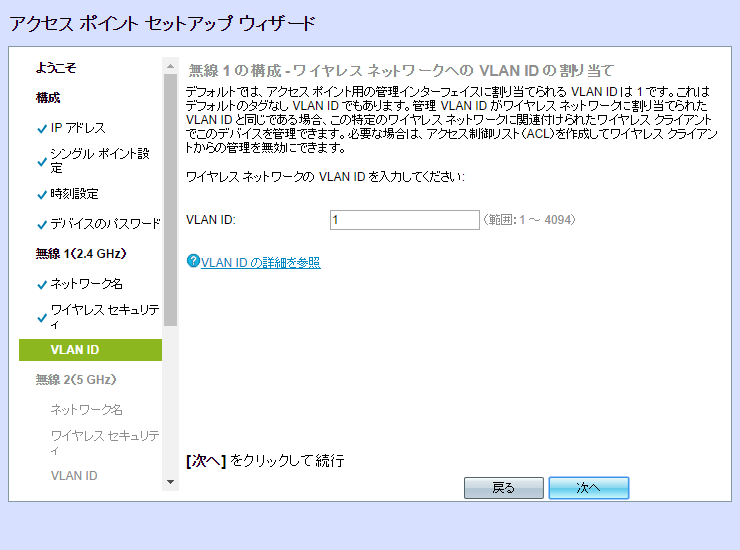 アクセス ポイント セットアップ ウィザード
ようこそ
構成
IP アドレス
シングル ポイント設
定
時刻設定
デバイスのパスワード
無線 1(2.4 GHz)
ネットワーク名
ワイヤレス セキュリテ
ィ
VLAN ID
無線 2(5 GHz)
ネットワーク名
ワイヤレス セキュリテ
ィ
VLAN ID
無線 1 の構成 - ワイヤレス ネットワークへの VLAN ID の割り当て
デフォルトでは、アクセス ポイント用の管理インターフェイスに割り当てられる VLAN ID は 1 です。これは
デフォルトのタグなし VLAN ID でもあります。管理 VLAN ID がワイヤレス ネットワークに割り当てられた
VLAN ID と同じである場合、この特定のワイヤレス ネットワークに関連付けられたワイヤレス クライアント
でこのデバイスを管理できます。必要な場合は、アクセス制御リスト(ACL)を作成してワイヤレス クライアン
トからの管理を無効にできます。
ワイヤレス ネットワークの VLAN ID を入力してください:
VLAN ID: 1 (範囲: 1 ～ 4094)
?VLAN ID の詳細を参照
[次へ] をクリックして続行
戻る 次へ